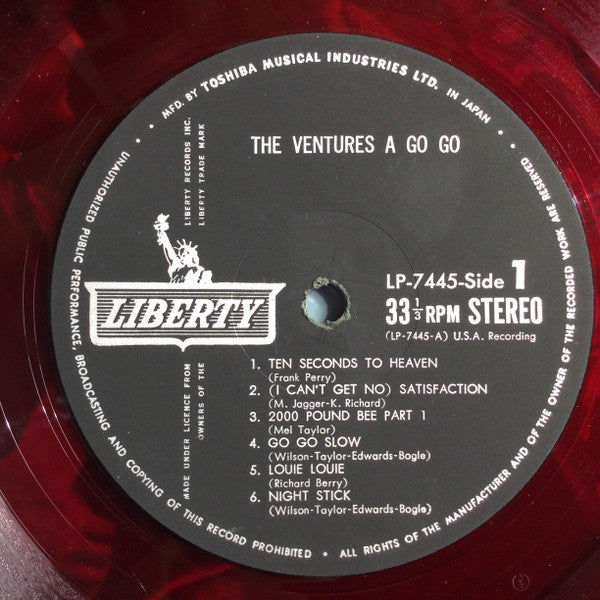 • MFD. BY TOSHIBA MUSICAL INDUSTRIES LTD. IN JAPAN •
THE VENTURES A GO GO
LIBERTY RECORDS INC.
LIBERTY TRADE MARK
LIBERTY
LP-7445-Side 1
33 1/3 RPM STEREO
(LP-7445-A) U.S.A. Recording
1. TEN SECONDS TO HEAVEN
(Frank Perry)
2. (I CAN'T GET NO) SATISFACTION
(M. Jagger-K. Richard)
3. 2000 POUND BEE PART 1
(Mel Taylor)
4. GO GO SLOW
(Wilson-Taylor-Edwards-Bogle)
5. LOUIE LOUIE
(Richard Berry)
6. NIGHT STICK
(Wilson-Taylor-Edwards-Bogle)
MADE UNDER LICENCE FROM
OWNERS OF THE
UNAUTHORIZED PUBLIC PERFORMANCE, BROADCASTING AND COPYING OF THIS RECORD PROHIBITED • ALL RIGHTS OF THE MANUFACTURER AND OF THE OWNER OF THE RECORDED WORK ARE RESERVED